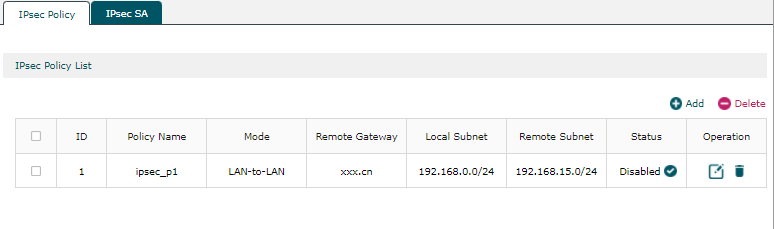 IPsec Policy IPsec SA
IPsec Policy List
Add Delete
ID Policy Name Mode Remote Gateway Local Subnet Remote Subnet Status Operation
1 ipsec_p1 LAN-to-LAN xxx.cn 192.168.0.0/24 192.168.15.0/24 Disabled